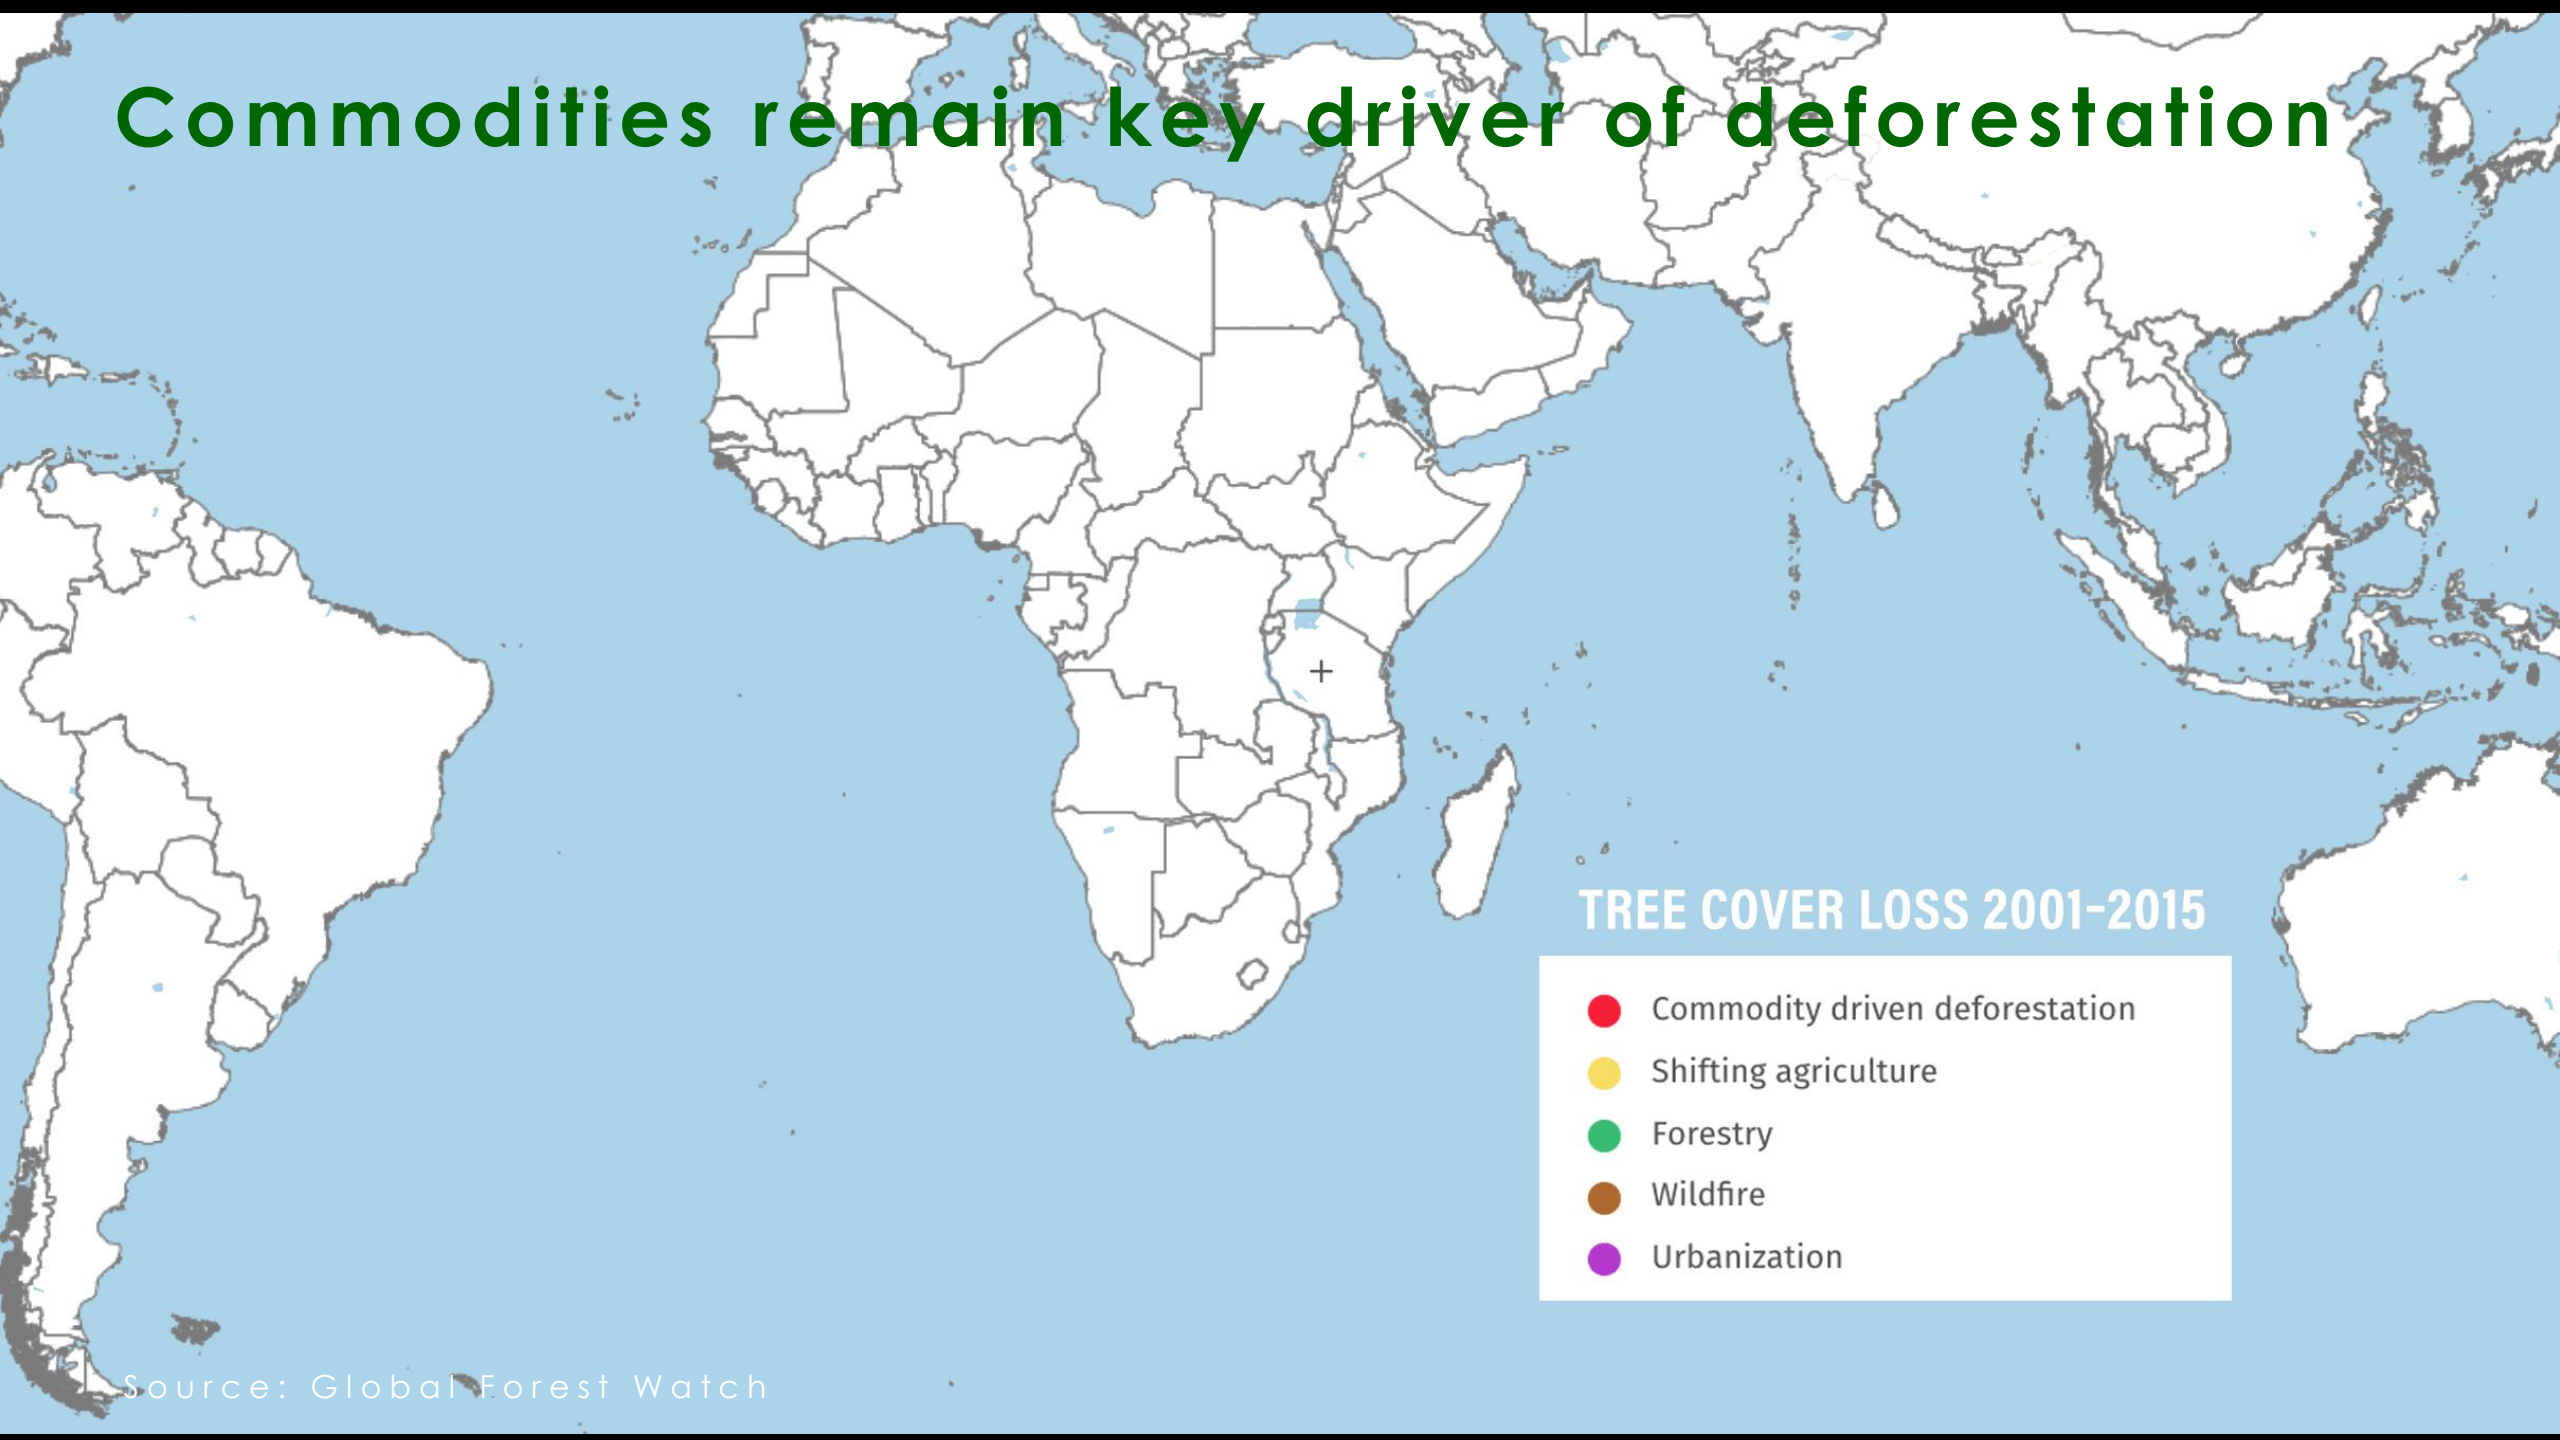 Commodities remain key driver of deforestation
TREE COVER LOSS 2001-2015
Commodity driven deforestation
Shifting agriculture
Forestry
Wildfire
Urbanization
Source: Global Forest Watch